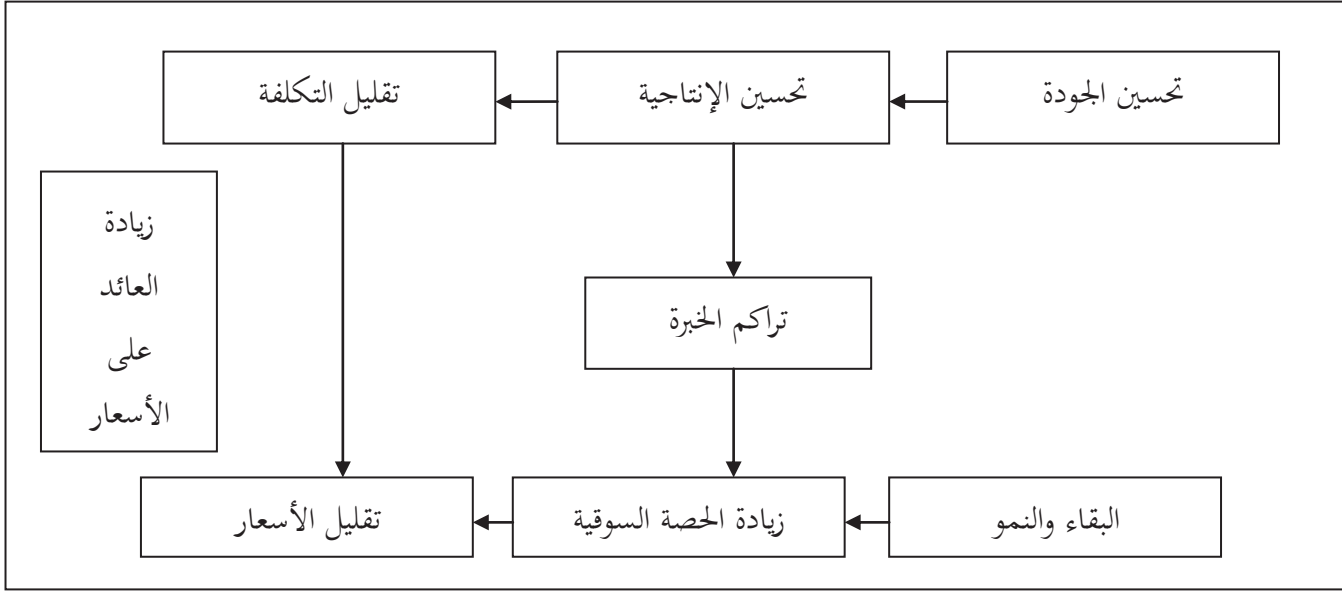 تحسين الجودة
تحسين الإنتاجية
تقليل التكلفة
زيادة
العائد
على
الأسعار
تراكم الخبرة
البقاء والنمو
زيادة الحصة السوقية
تقليل الأسعار